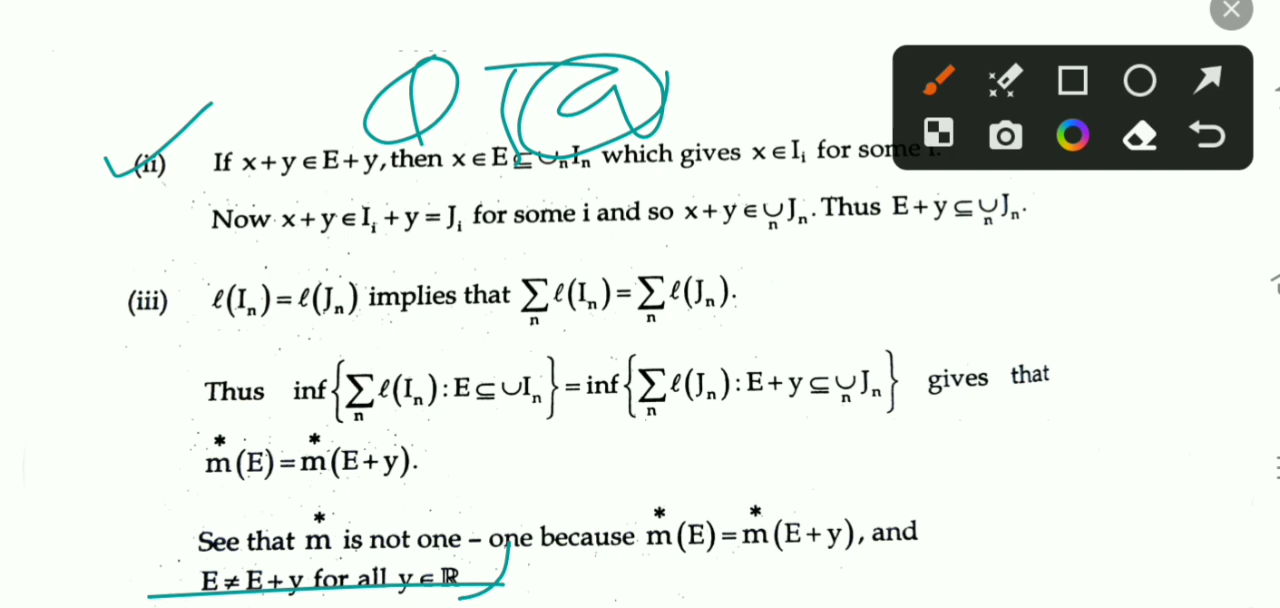 (ii) If x+y∈E+y, then x∈E⊆∪ₙIₙ which gives x∈Iᵢ for some i.
Now x+y∈Iᵢ+y=Jᵢ for some i and so x+y∈∪ₙJₙ. Thus E+y⊆∪ₙJₙ.
(iii) ℓ(Iₙ)=ℓ(Jₙ) implies that ∑ₙℓ(Iₙ)=∑ₙℓ(Jₙ).
Thus inf{∑ₙℓ(Iₙ):E⊆∪Iₙ}=inf{∑ₙℓ(Jₙ):E+y⊆∪ₙJₙ} gives that
m*(E)=m*(E+y).
See that m* is not one – one because m*(E)=m*(E+y), and
E≠E+y for all y∈ℝ